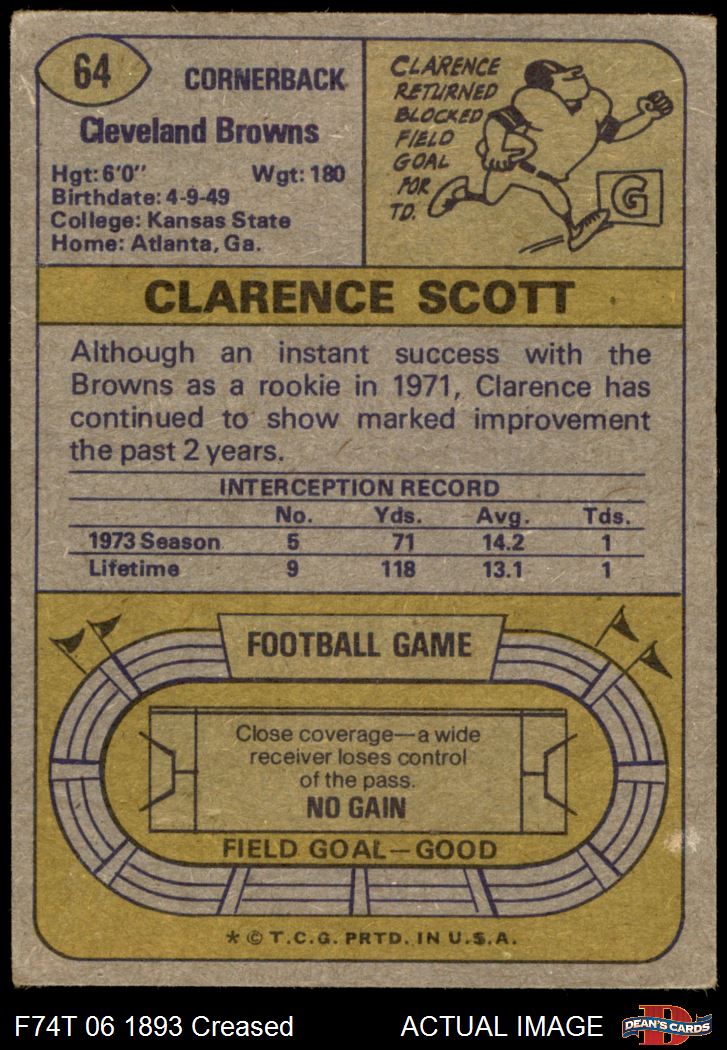 64
CORNERBACK
Cleveland Browns
Hgt: 6'0" Wgt: 180
Birthdate: 4-9-49
College: Kansas State
Home: Atlanta, Ga.
CLARENCE
RETURNED
BLOCKED
FIELD
GOAL
FOR
TD.
G
CLARENCE SCOTT
Although an instant success with the
Browns as a rookie in 1971, Clarence has
continued to show marked improvement
the past 2 years.
INTERCEPTION RECORD
No. Yds. Avg. Tds.
1973 Season 5 71 14.2 1
Lifetime 9 118 13.1 1
FOOTBALL GAME
Close coverage—a wide
receiver loses control
of the pass.
NO GAIN
FIELD GOAL—GOOD
* © T.C.G. PRTD. IN U.S.A.
F74T 06 1893 Creased ACTUAL IMAGE
D
DEAN'S CARDS